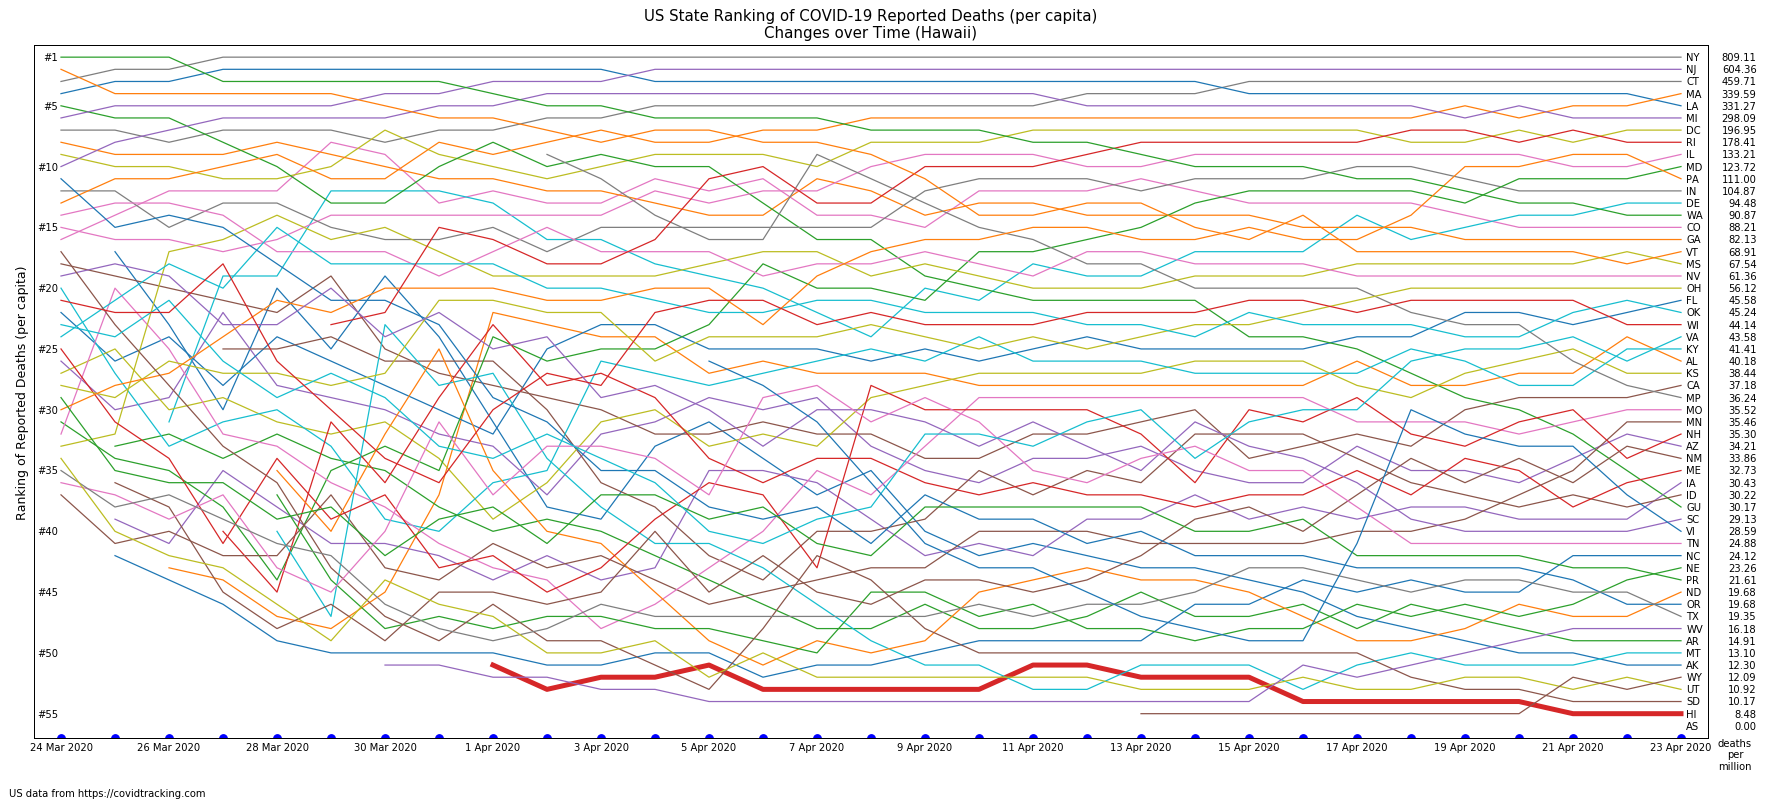 US State Ranking of COVID-19 Reported Deaths (per capita)
Changes over Time (Hawaii)
Ranking of Reported Deaths (per capita)
#1
#5
#10
#15
#20
#25
#30
#35
#40
#45
#50
#55
NY 809.11
NJ 604.36
CT 459.71
MA 339.59
LA 331.27
MI 298.09
DC 196.95
RI 178.41
IL 133.21
MD 123.72
PA 111.00
IN 104.87
DE 94.48
WA 90.87
CO 88.21
GA 82.13
VT 68.91
MS 67.54
NV 61.36
OH 56.12
FL 45.58
OK 45.24
WI 44.14
VA 43.58
KY 41.41
AL 40.18
KS 38.44
CA 37.18
MP 36.24
MO 35.52
MN 35.46
NH 35.30
AZ 34.21
NM 33.86
ME 32.73
IA 30.43
ID 30.22
GU 30.17
SC 29.13
VI 28.59
TN 24.88
NC 24.12
NE 23.26
PR 21.61
ND 19.68
OR 19.68
TX 19.35
WV 16.18
AR 14.91
MT 13.10
AK 12.30
WY 12.09
UT 10.92
SD 10.17
HI 8.48
AS 0.00
24 Mar 2020 26 Mar 2020 28 Mar 2020 30 Mar 2020 1 Apr 2020 3 Apr 2020 5 Apr 2020 7 Apr 2020 9 Apr 2020 11 Apr 2020 13 Apr 2020 15 Apr 2020 17 Apr 2020 19 Apr 2020 21 Apr 2020 23 Apr 2020
deaths
per
million
US data from https://covidtracking.com